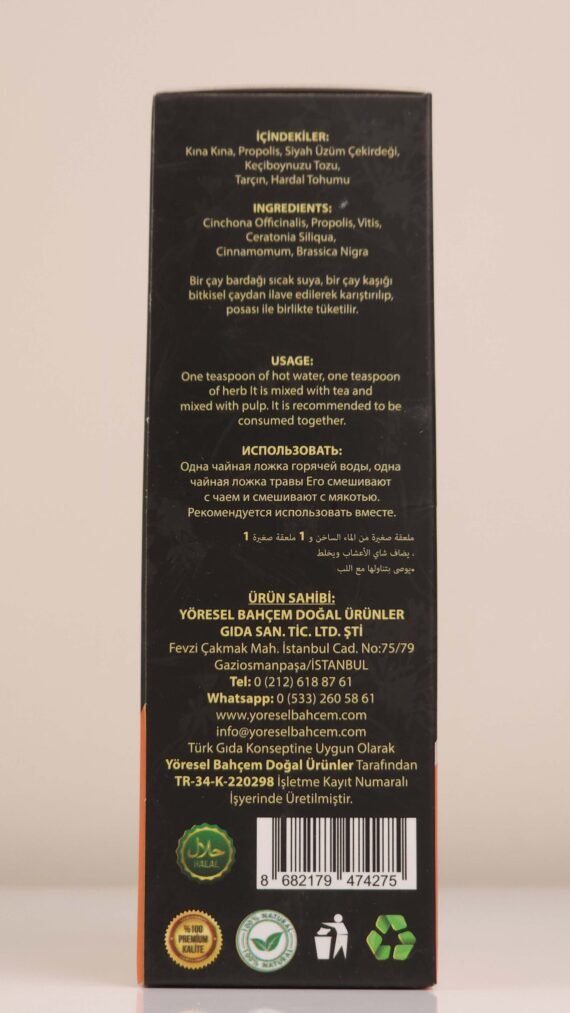 İÇİNDEKİLER:
Kına Kına, Propolis, Siyah Üzüm Çekirdeği,
Keçiboynuzu Tozu,
Tarçın, Hardal Tohumu
INGREDIENTS:
Cinchona Officinalis, Propolis, Vitis,
Ceratonia Siliqua,
Cinnamomum, Brassica Nigra
Bir çay bardağı sıcak suya, bir çay kaşığı
bitkisel çaydan ilave edilerek karıştırılıp,
posası ile birlikte tüketilir.
USAGE:
One teaspoon of hot water, one teaspoon
of herb It is mixed with tea and
mixed with pulp. It is recommended to be
consumed together.
ИСПОЛЬЗОВАТЬ:
Одна чайная ложка горячей воды, одна
чайная ложка травы Его смешивают
с чаем и смешивают с мякотью.
Рекомендуется использовать вместе.
ملعقة صغيرة من الماء الساخن و 1 ملعقة صغيرة 1
، يضاف شاي الأعشاب ويخلط
•يوصى بتناولها مع اللب
ÜRÜN SAHİBİ:
YÖRESEL BAHÇEM DOĞAL ÜRÜNLER
GIDA SAN. TİC. LTD. ŞTİ
Fevzi Çakmak Mah. İstanbul Cad. No:75/79
Gaziosmanpaşa/İSTANBUL
Tel: 0 (212) 618 87 61
Whatsapp: 0 (533) 260 58 61
www.yoreselbahcem.com
info@yoreselbahcem.com
Türk Gıda Konseptine Uygun Olarak
Yöresel Bahçem Doğal Ürünler Tarafından
TR-34-K-220298 İşletme Kayıt Numaralı
İşyerinde Üretilmiştir.
حلال
HALAL
8 682179 474275
%100
PREMIUM
KALİTE
100% NATURAL
100% NATURAL